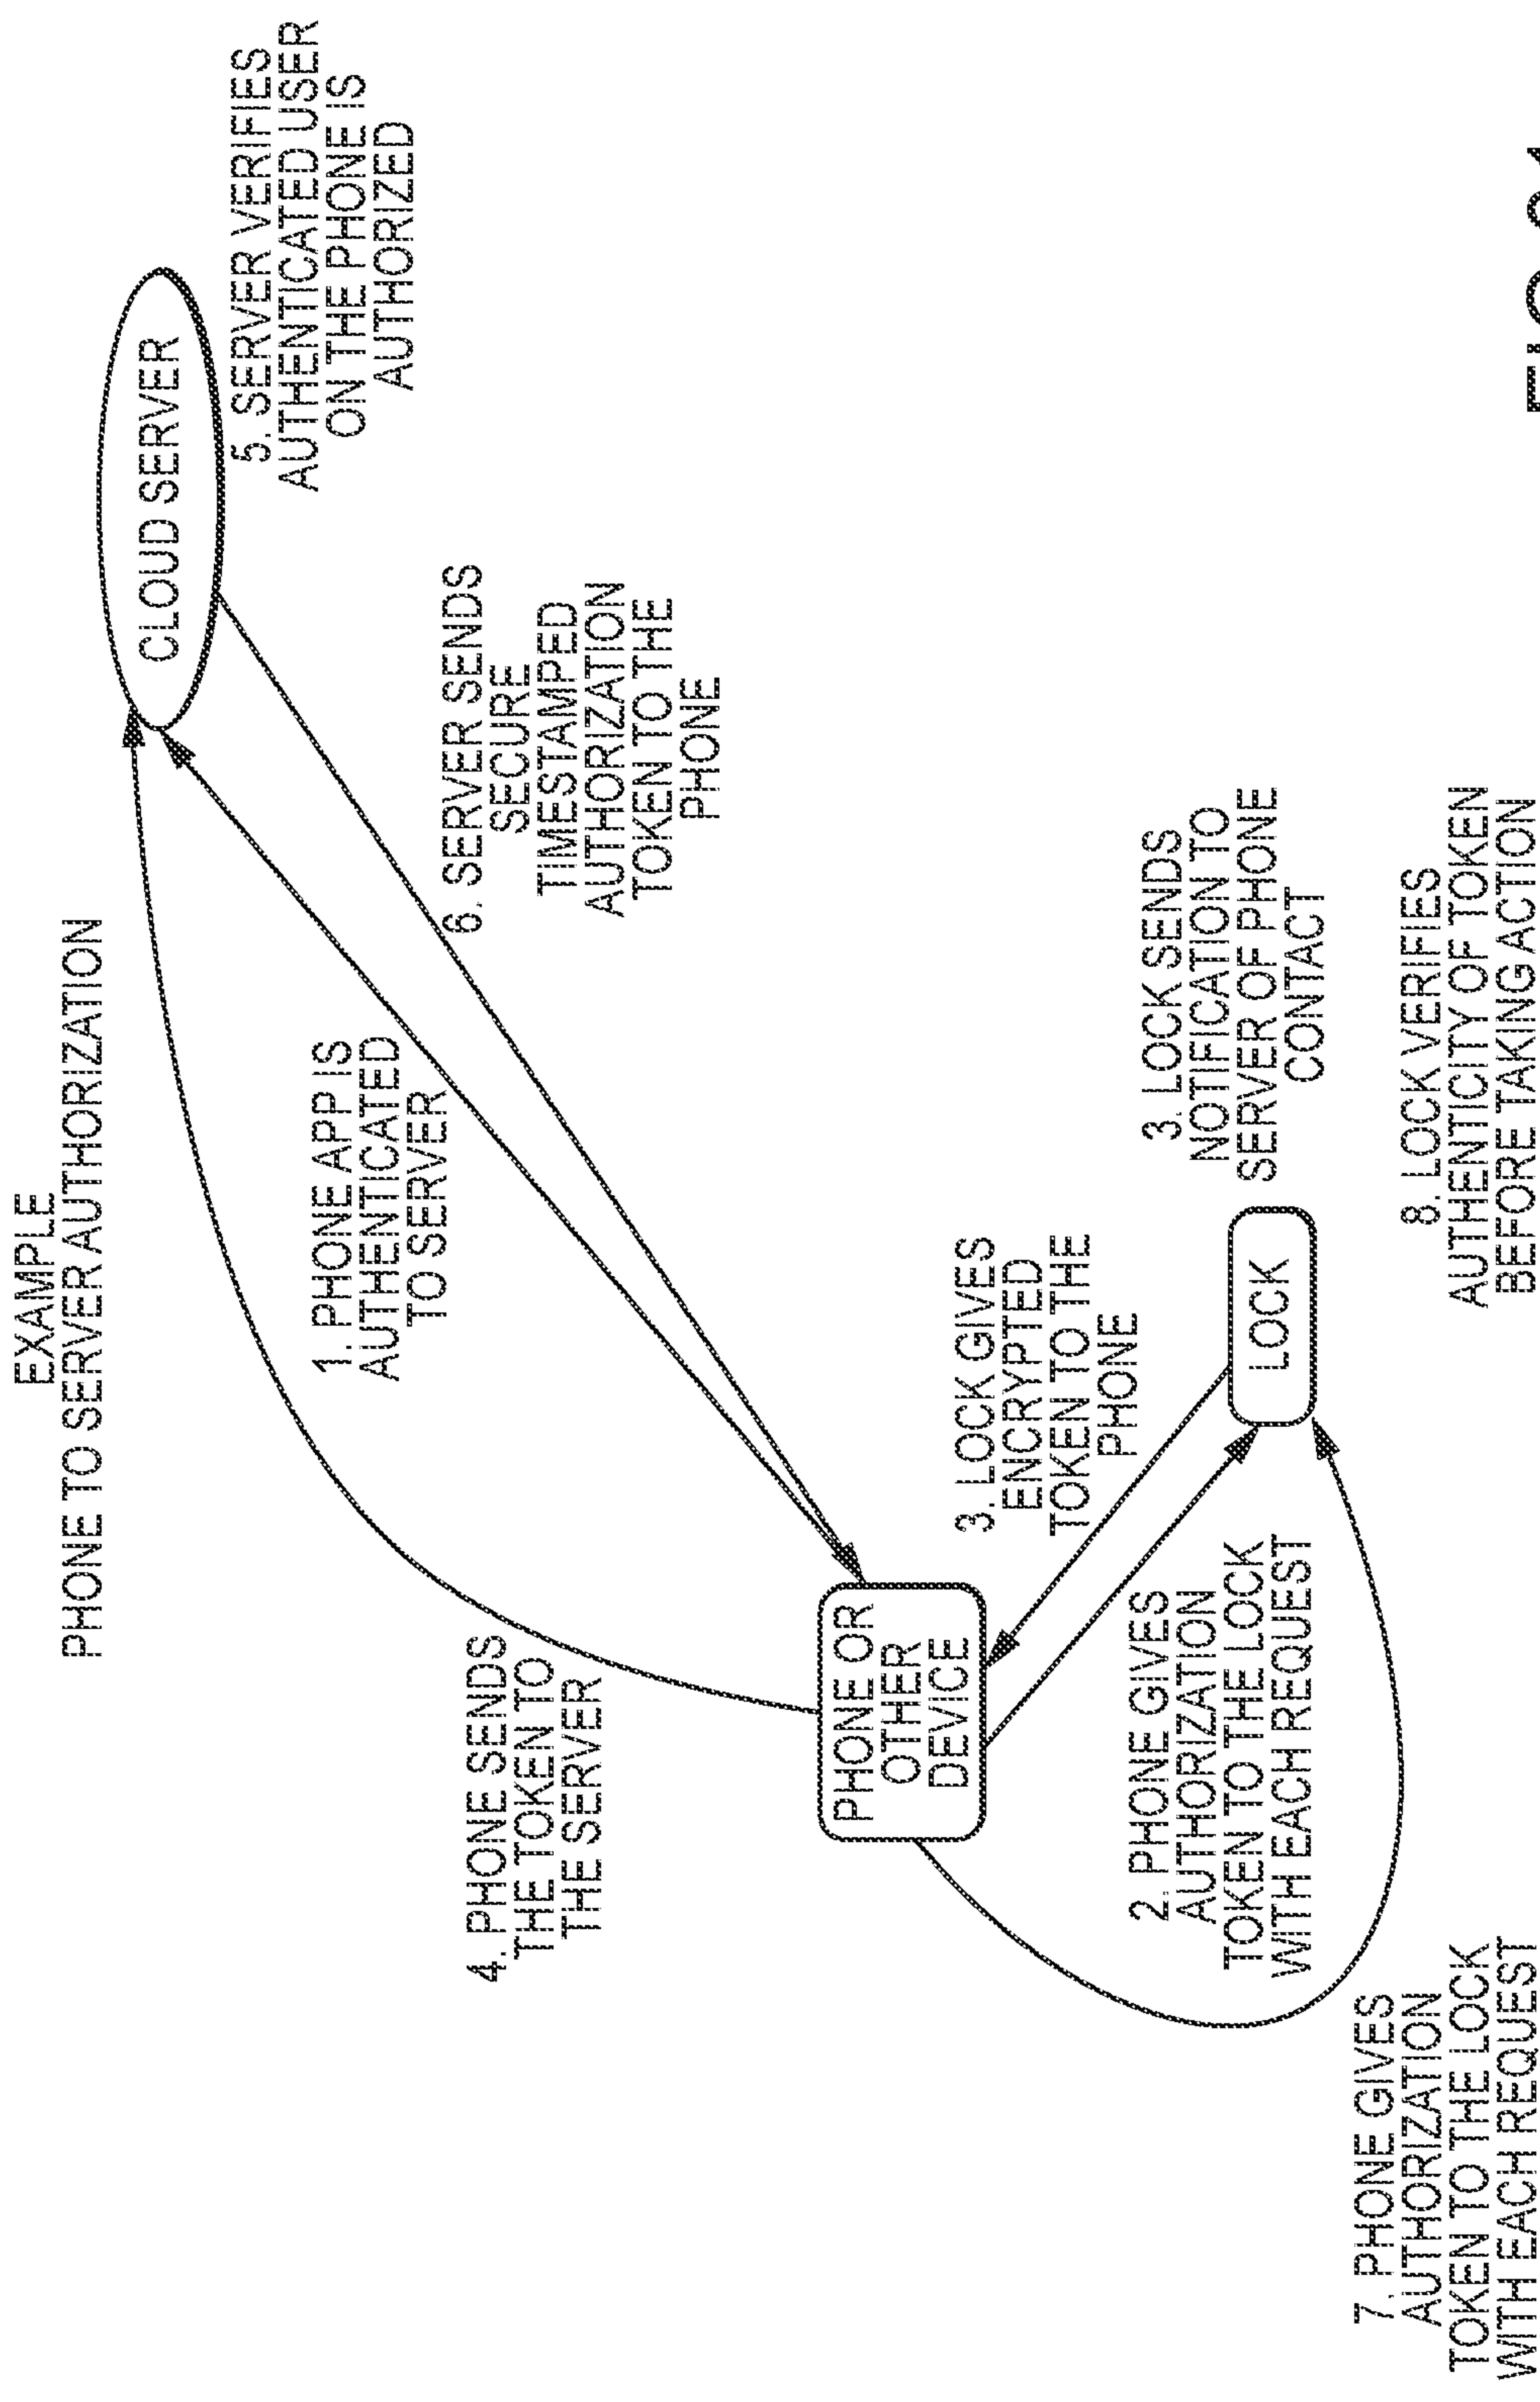 EXAMPLE
PHONE TO SERVER AUTHORIZATION
CLOUD SERVER
5. SERVER VERIFIES
AUTHENTICATED USER
ON THE PHONE IS
AUTHORIZED
1. PHONE APP IS
AUTHENTICATED
TO SERVER
6. SERVER SENDS
SECURE
TIMESTAMPED
AUTHORIZATION
TOKEN TO THE
PHONE
4. PHONE SENDS
THE TOKEN TO
THE SERVER
PHONE OR
OTHER
DEVICE
3. LOCK GIVES
ENCRYPTED
TOKEN TO THE
PHONE
3. LOCK SENDS
NOTIFICATION TO
SERVER OF PHONE
CONTACT
LOCK
2. PHONE GIVES
AUTHORIZATION
TOKEN TO THE LOCK
WITH EACH REQUEST
7. PHONE GIVES
AUTHORIZATION
TOKEN TO THE LOCK
WITH EACH REQUEST
8. LOCK VERIFIES
AUTHENTICITY OF TOKEN
BEFORE TAKING ACTION